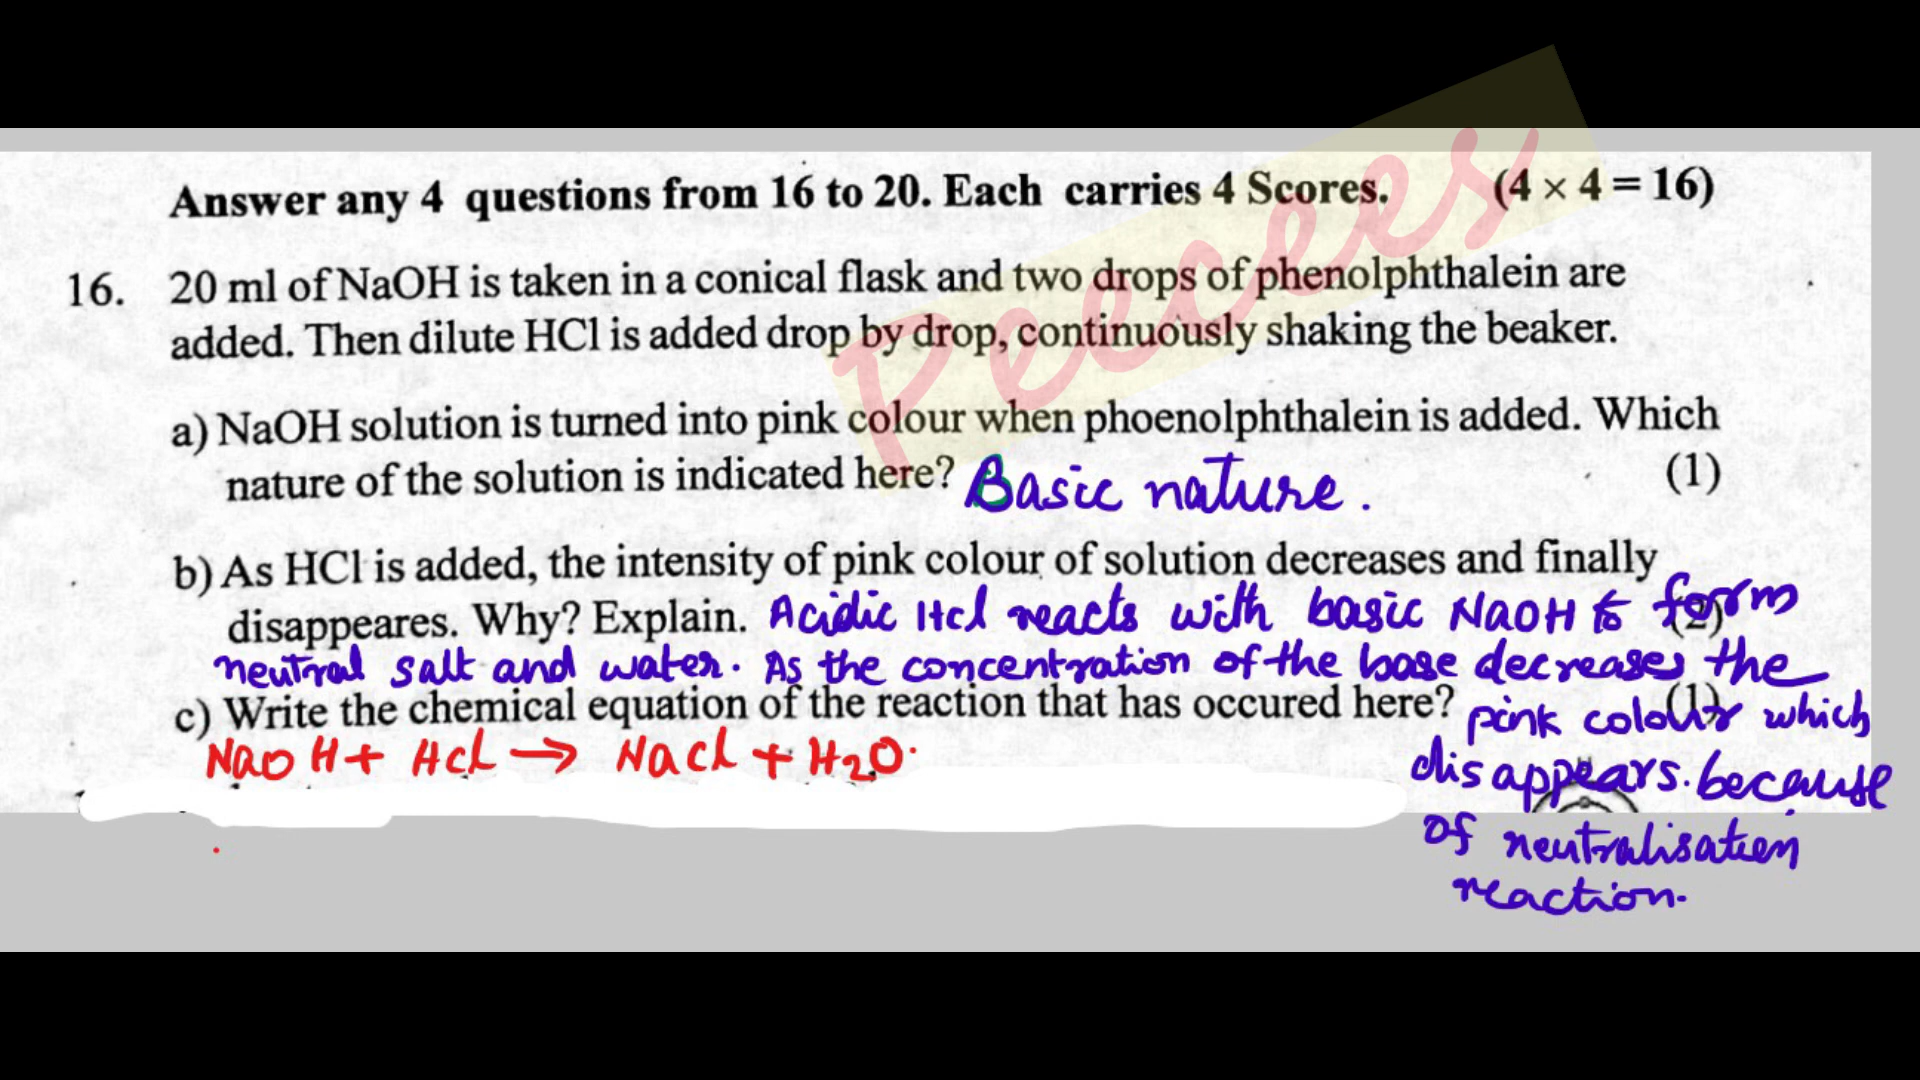 Answer any 4 questions from 16 to 20. Each carries 4 Scores. (4 × 4 = 16)
Peecees
16. 20 ml of NaOH is taken in a conical flask and two drops of phenolphthalein are
added. Then dilute HCl is added drop by drop, continuously shaking the beaker.
a) NaOH solution is turned into pink colour when phoenolphthalein is added. Which
nature of the solution is indicated here? Basic nature. (1)
b) As HCl is added, the intensity of pink colour of solution decreases and finally
disappeares. Why? Explain. (2)
Acidic Hcl reacts with basic NaOH to form
neutral salt and water. As the concentration of the base decreases the
pink colour which
disappears. because
of neutralisation
reaction.
c) Write the chemical equation of the reaction that has occured here? (1)
NaOH + Hcl → Nacl + H2O.